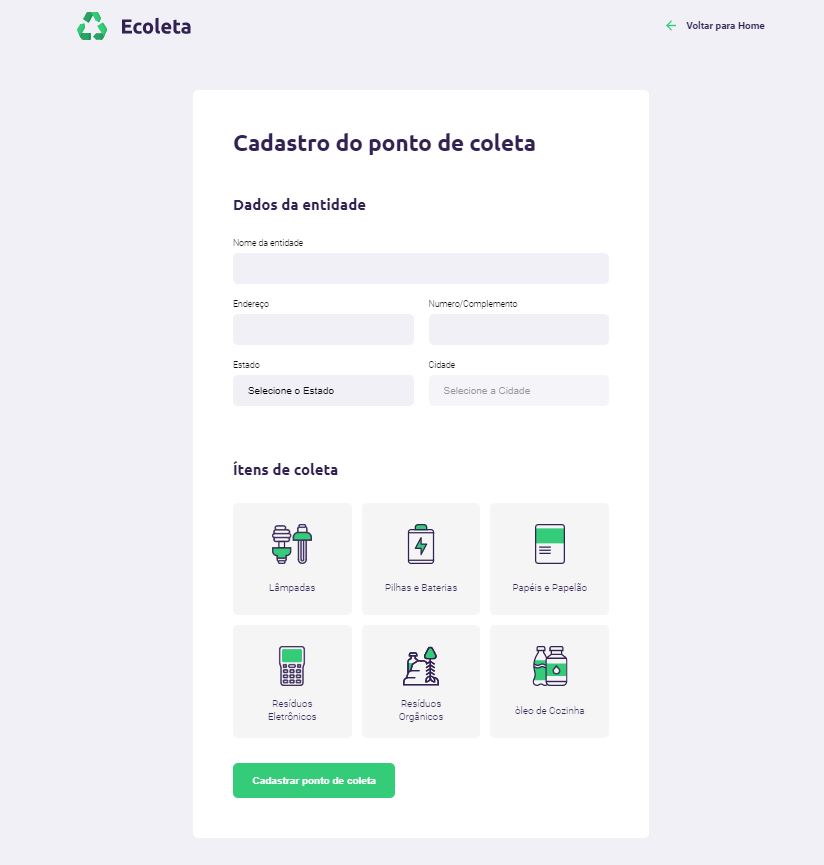 Ecoleta
Voltar para Home
Cadastro do ponto de coleta
Dados da entidade
Nome da entidade
Endereço
Numero/Complemento
Estado
Cidade
Selecione o Estado
Selecione a Cidade
Ítens de coleta
Lâmpadas
Pilhas e Baterias
Papéis e Papelão
Resíduos
Eletrônicos
Resíduos
Orgânicos
òleo de Cozinha
Cadastrar ponto de coleta